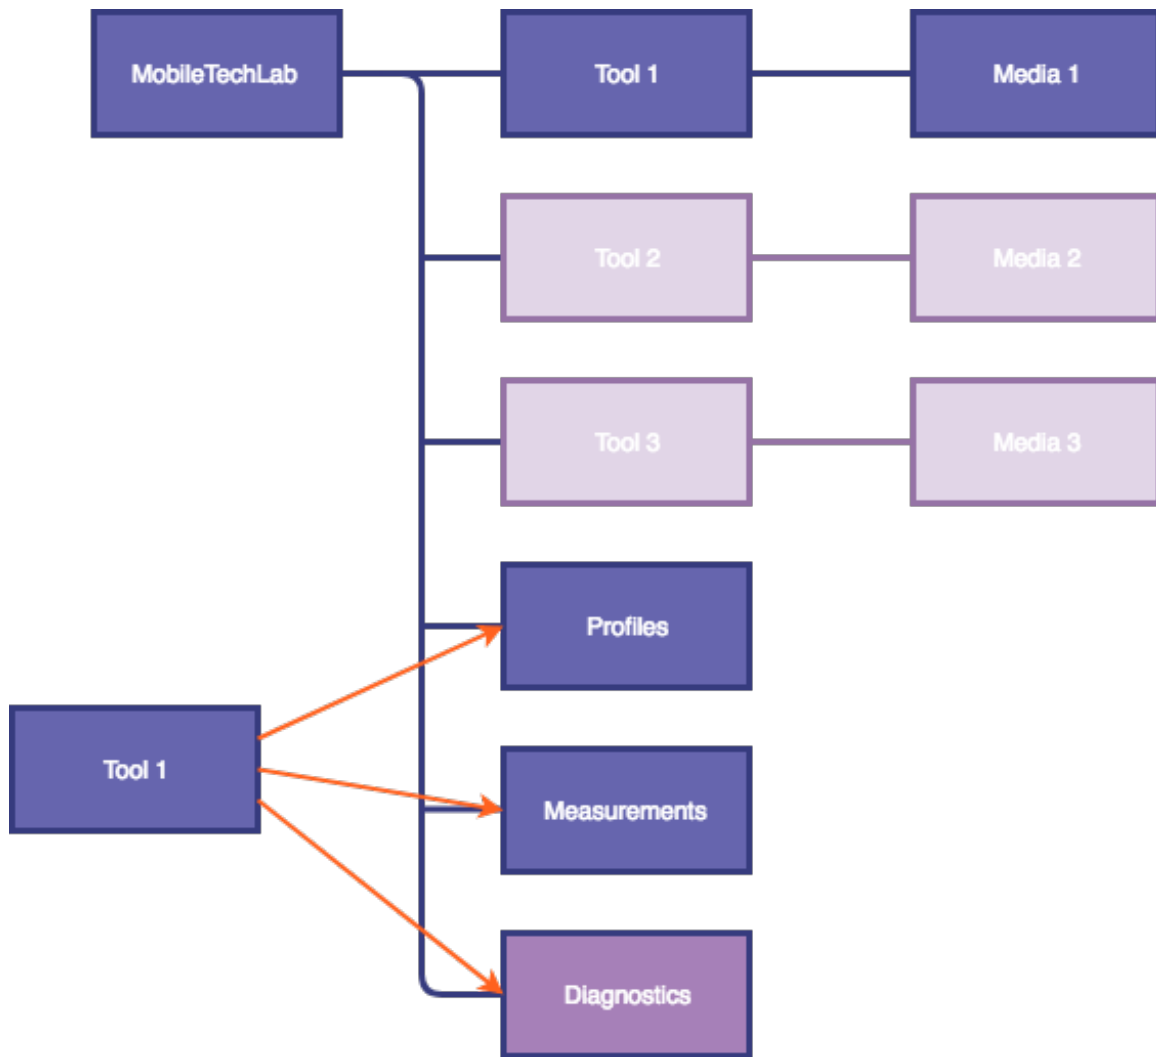 MobileTechLab
Tool 1
Media 1
Tool 2
Media 2
Tool 3
Media 3
Profiles
Tool 1
Measurements
Diagnostics